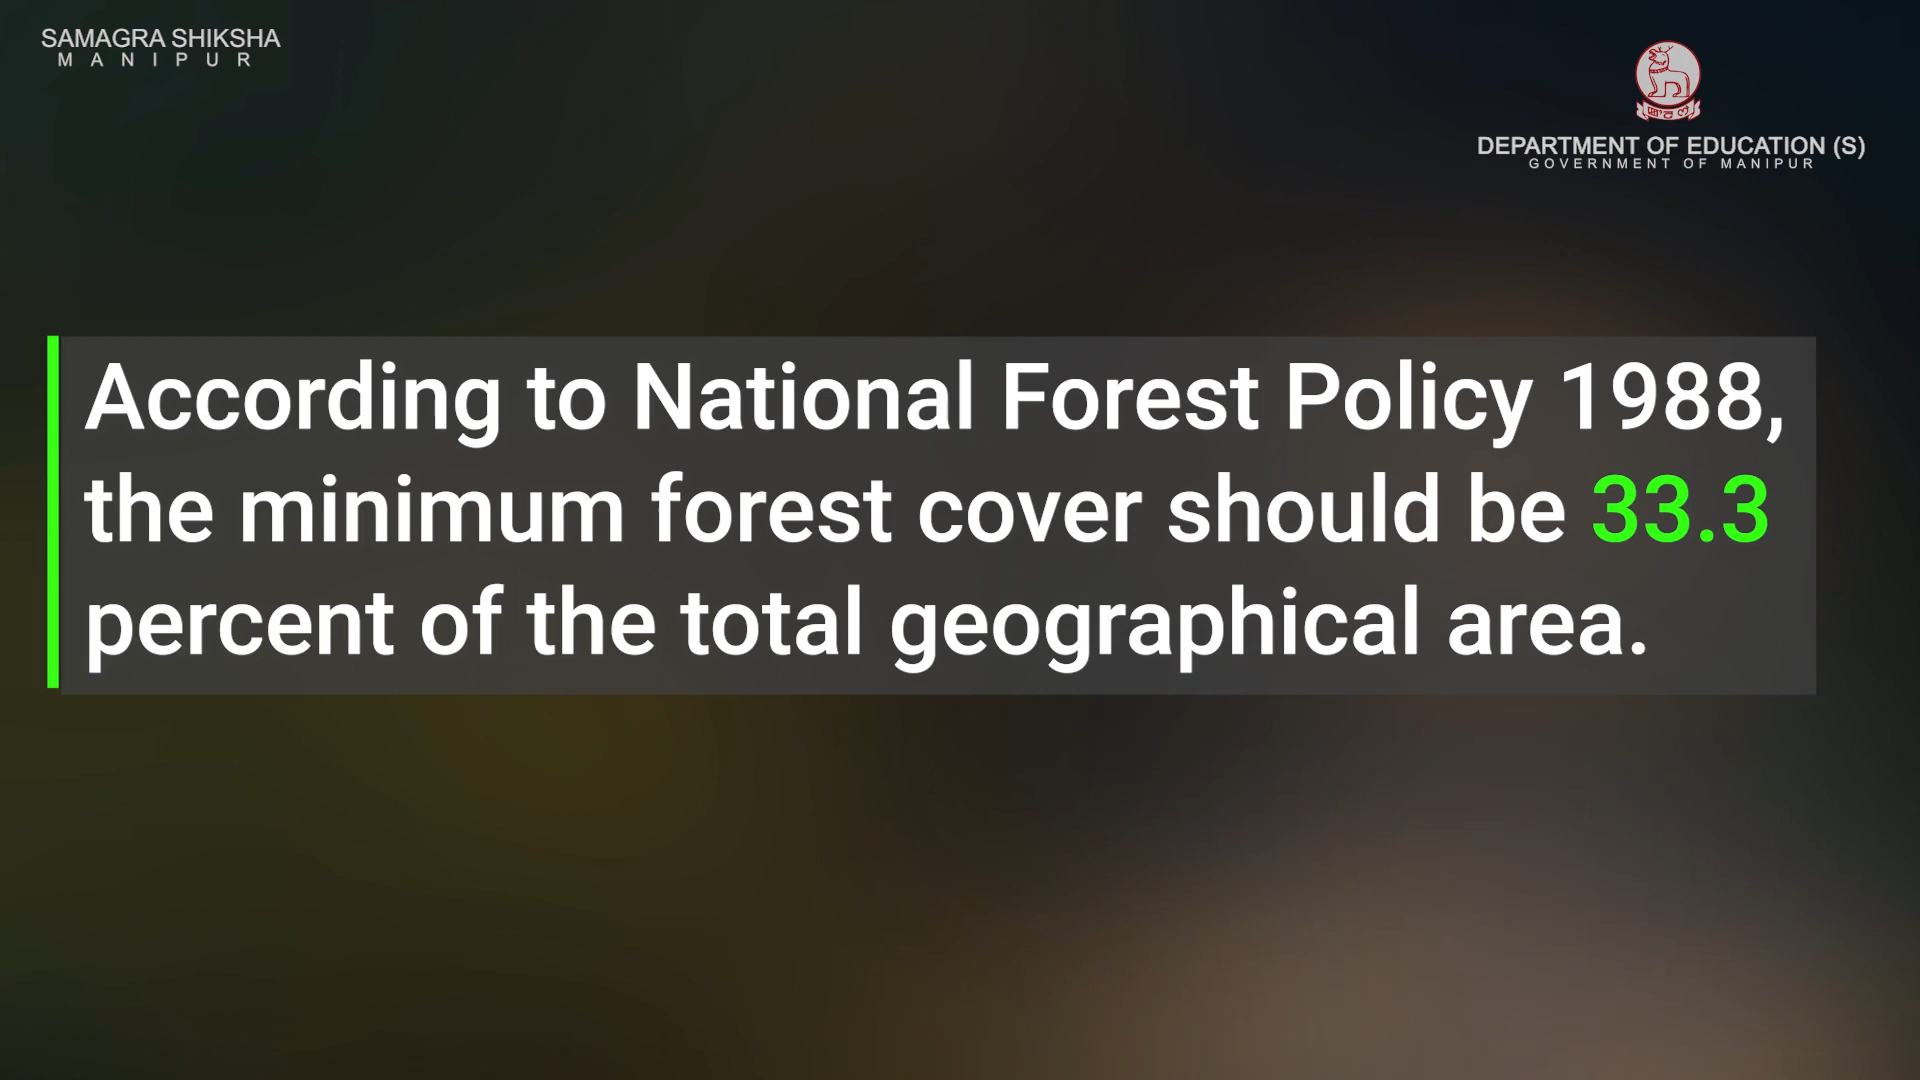 SAMAGRA SHIKSHA
MANIPUR
DEPARTMENT OF EDUCATION (S)
GOVERNMENT OF MANIPUR
According to National Forest Policy 1988,
the minimum forest cover should be 33.3
percent of the total geographical area.